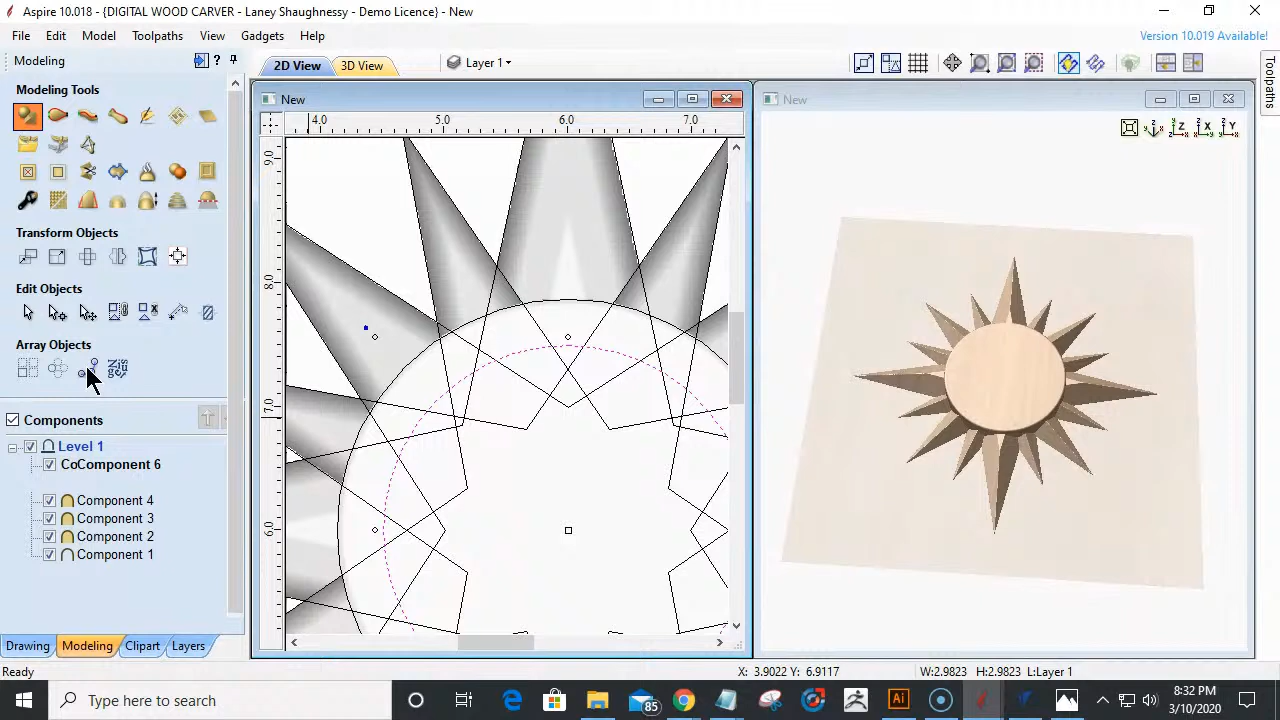 Aspire 10.018 - {DIGITAL WOOD CARVER - Laney Shaughnessy - Demo Licence} - New
File Edit Model Toolpaths View Gadgets Help Version 10.019 Available!
Modeling ?
2D View 3D View Layer 1
Toolpaths
Modeling Tools
New
New
4.0 5.0 6.0 7.0
9.0
8.0
7.0
6.0
Z X Y
Transform Objects
Edit Objects
Array Objects
Components
Level 1
CoComponent 6
Component 4
Component 3
Component 2
Component 1
Drawing Modeling Clipart Layers
Ready X: 3.9022 Y: 6.9117 W:2.9823 H:2.9823 L:Layer 1
Type here to search
85
Ai
8:32 PM
3/10/2020